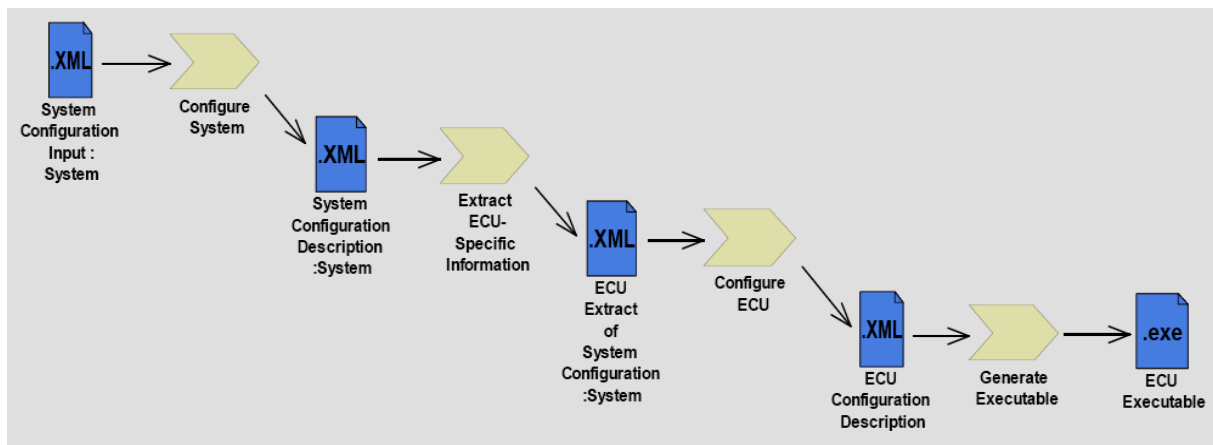 .XML
System
Configuration
Input :
System
Configure
System
.XML
System
Configuration
Description
:System
Extract
ECU-
Specific
Information
.XML
ECU
Extract
of
System
Configuration
:System
Configure
ECU
.XML
ECU
Configuration
Description
Generate
Executable
.exe
ECU
Executable